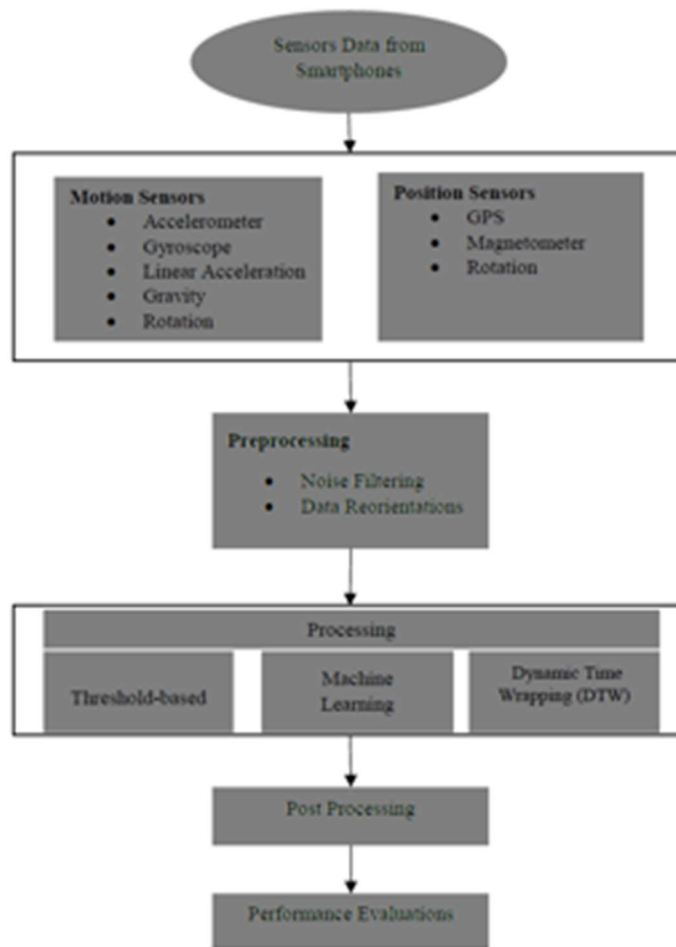 Sensors Data from
Smartphones
Motion Sensors
• Accelerometer
• Gyroscope
• Linear Acceleration
• Gravity
• Rotation
Position Sensors
• GPS
• Magnetometer
• Rotation
Preprocessing
• Noise Filtering
• Data Reorientations
Processing
Threshold-based
Machine
Learning
Dynamic Time
Wrapping (DTW)
Post Processing
Performance Evaluations